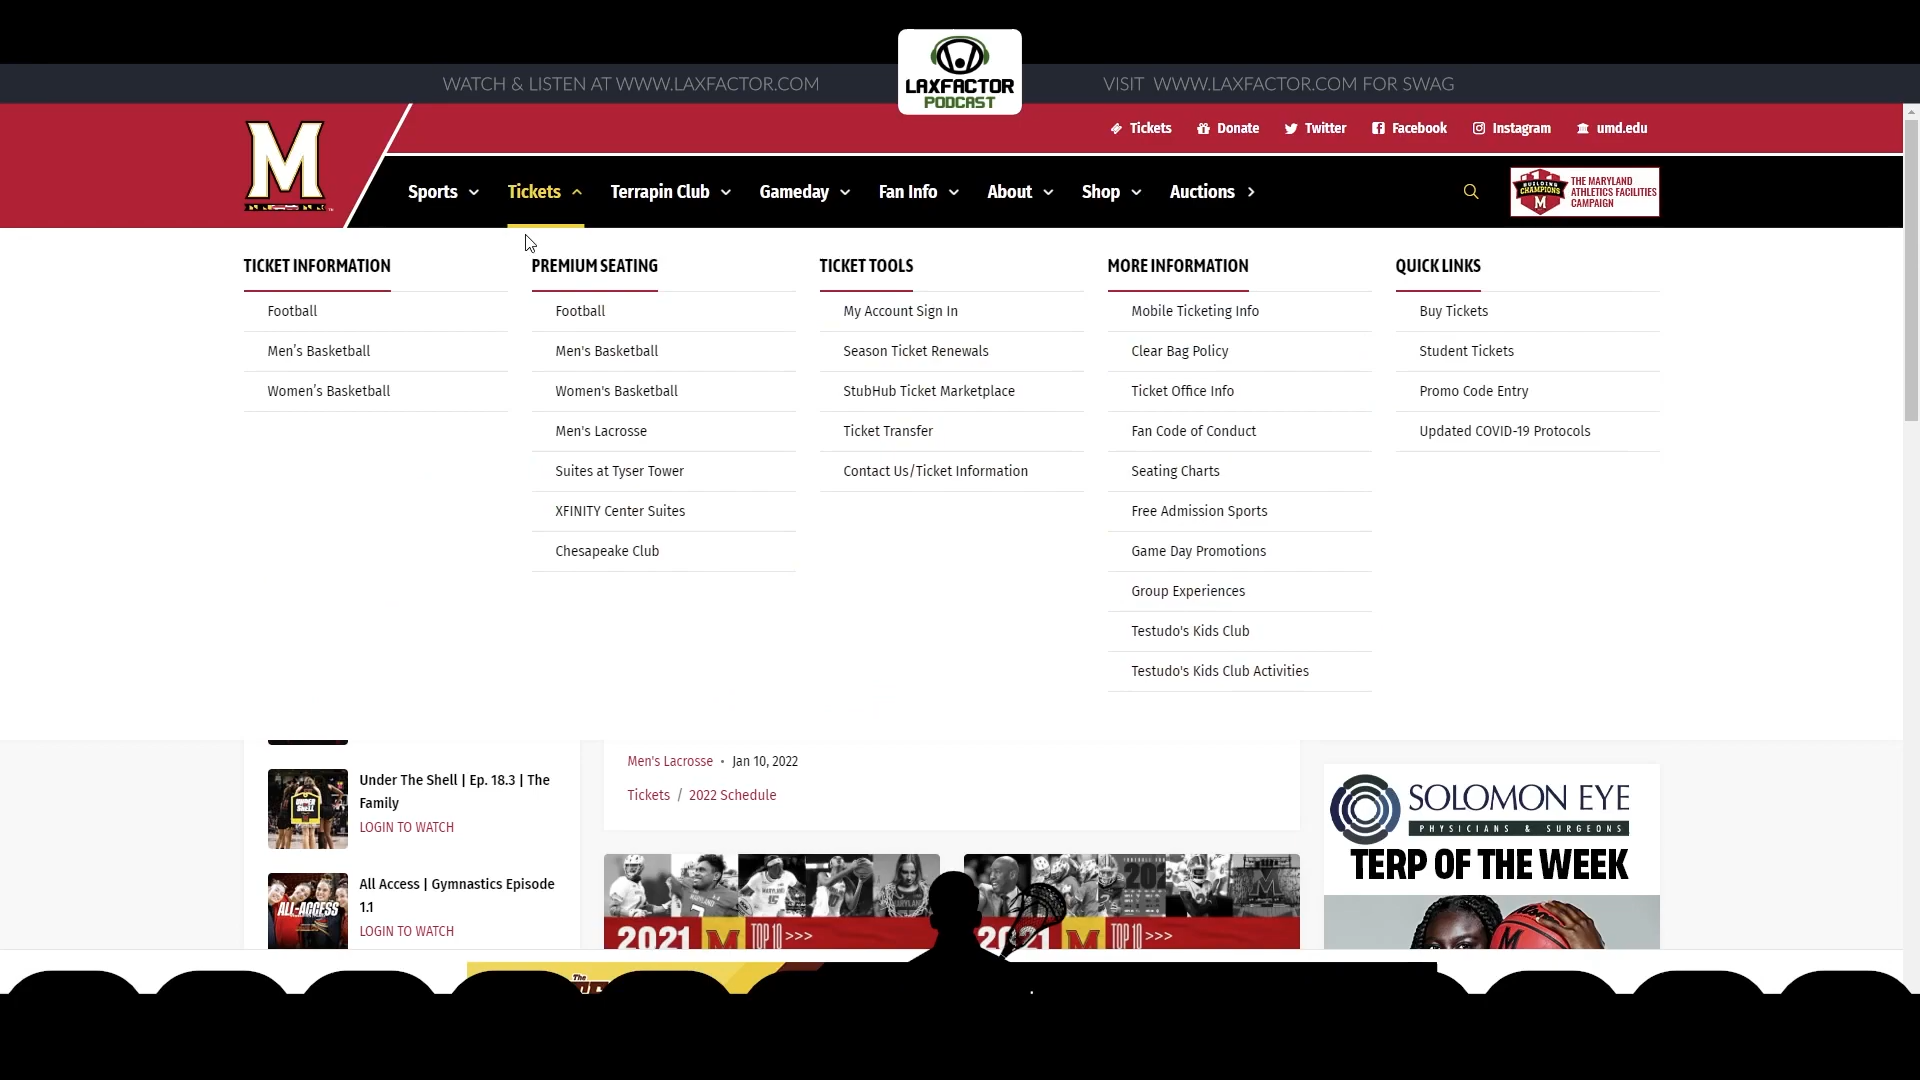 WATCH & LISTEN AT WWW.LAXFACTOR.COM
LAXFACTOR
PODCAST
VISIT WWW.LAXFACTOR.COM FOR SWAG
Tickets
Donate
Twitter
Facebook
Instagram
umd.edu
M
Sports
Tickets
Terrapin Club
Gameday
Fan Info
About
Shop
Auctions
BUILDING
CHAMPIONS
M
THE MARYLAND
ATHLETICS FACILITIES
CAMPAIGN
TICKET INFORMATION
Football
Men’s Basketball
Women’s Basketball
PREMIUM SEATING
Football
Men's Basketball
Women's Basketball
Men's Lacrosse
Suites at Tyser Tower
XFINITY Center Suites
Chesapeake Club
TICKET TOOLS
My Account Sign In
Season Ticket Renewals
StubHub Ticket Marketplace
Ticket Transfer
Contact Us/Ticket Information
MORE INFORMATION
Mobile Ticketing Info
Clear Bag Policy
Ticket Office Info
Fan Code of Conduct
Seating Charts
Free Admission Sports
Game Day Promotions
Group Experiences
Testudo's Kids Club
Testudo's Kids Club Activities
QUICK LINKS
Buy Tickets
Student Tickets
Promo Code Entry
Updated COVID-19 Protocols
UNDER
SHELL
Under The Shell | Ep. 18.3 | The
Family
LOGIN TO WATCH
ALL-ACCESS
All Access | Gymnastics Episode
1.1
LOGIN TO WATCH
Men's Lacrosse • Jan 10, 2022
Tickets / 2022 Schedule
2021 M TOP 10 >>>
2021 M TOP 10 >>>
SOLOMON EYE
PHYSICIANS & SURGEONS
TERP OF THE WEEK
The